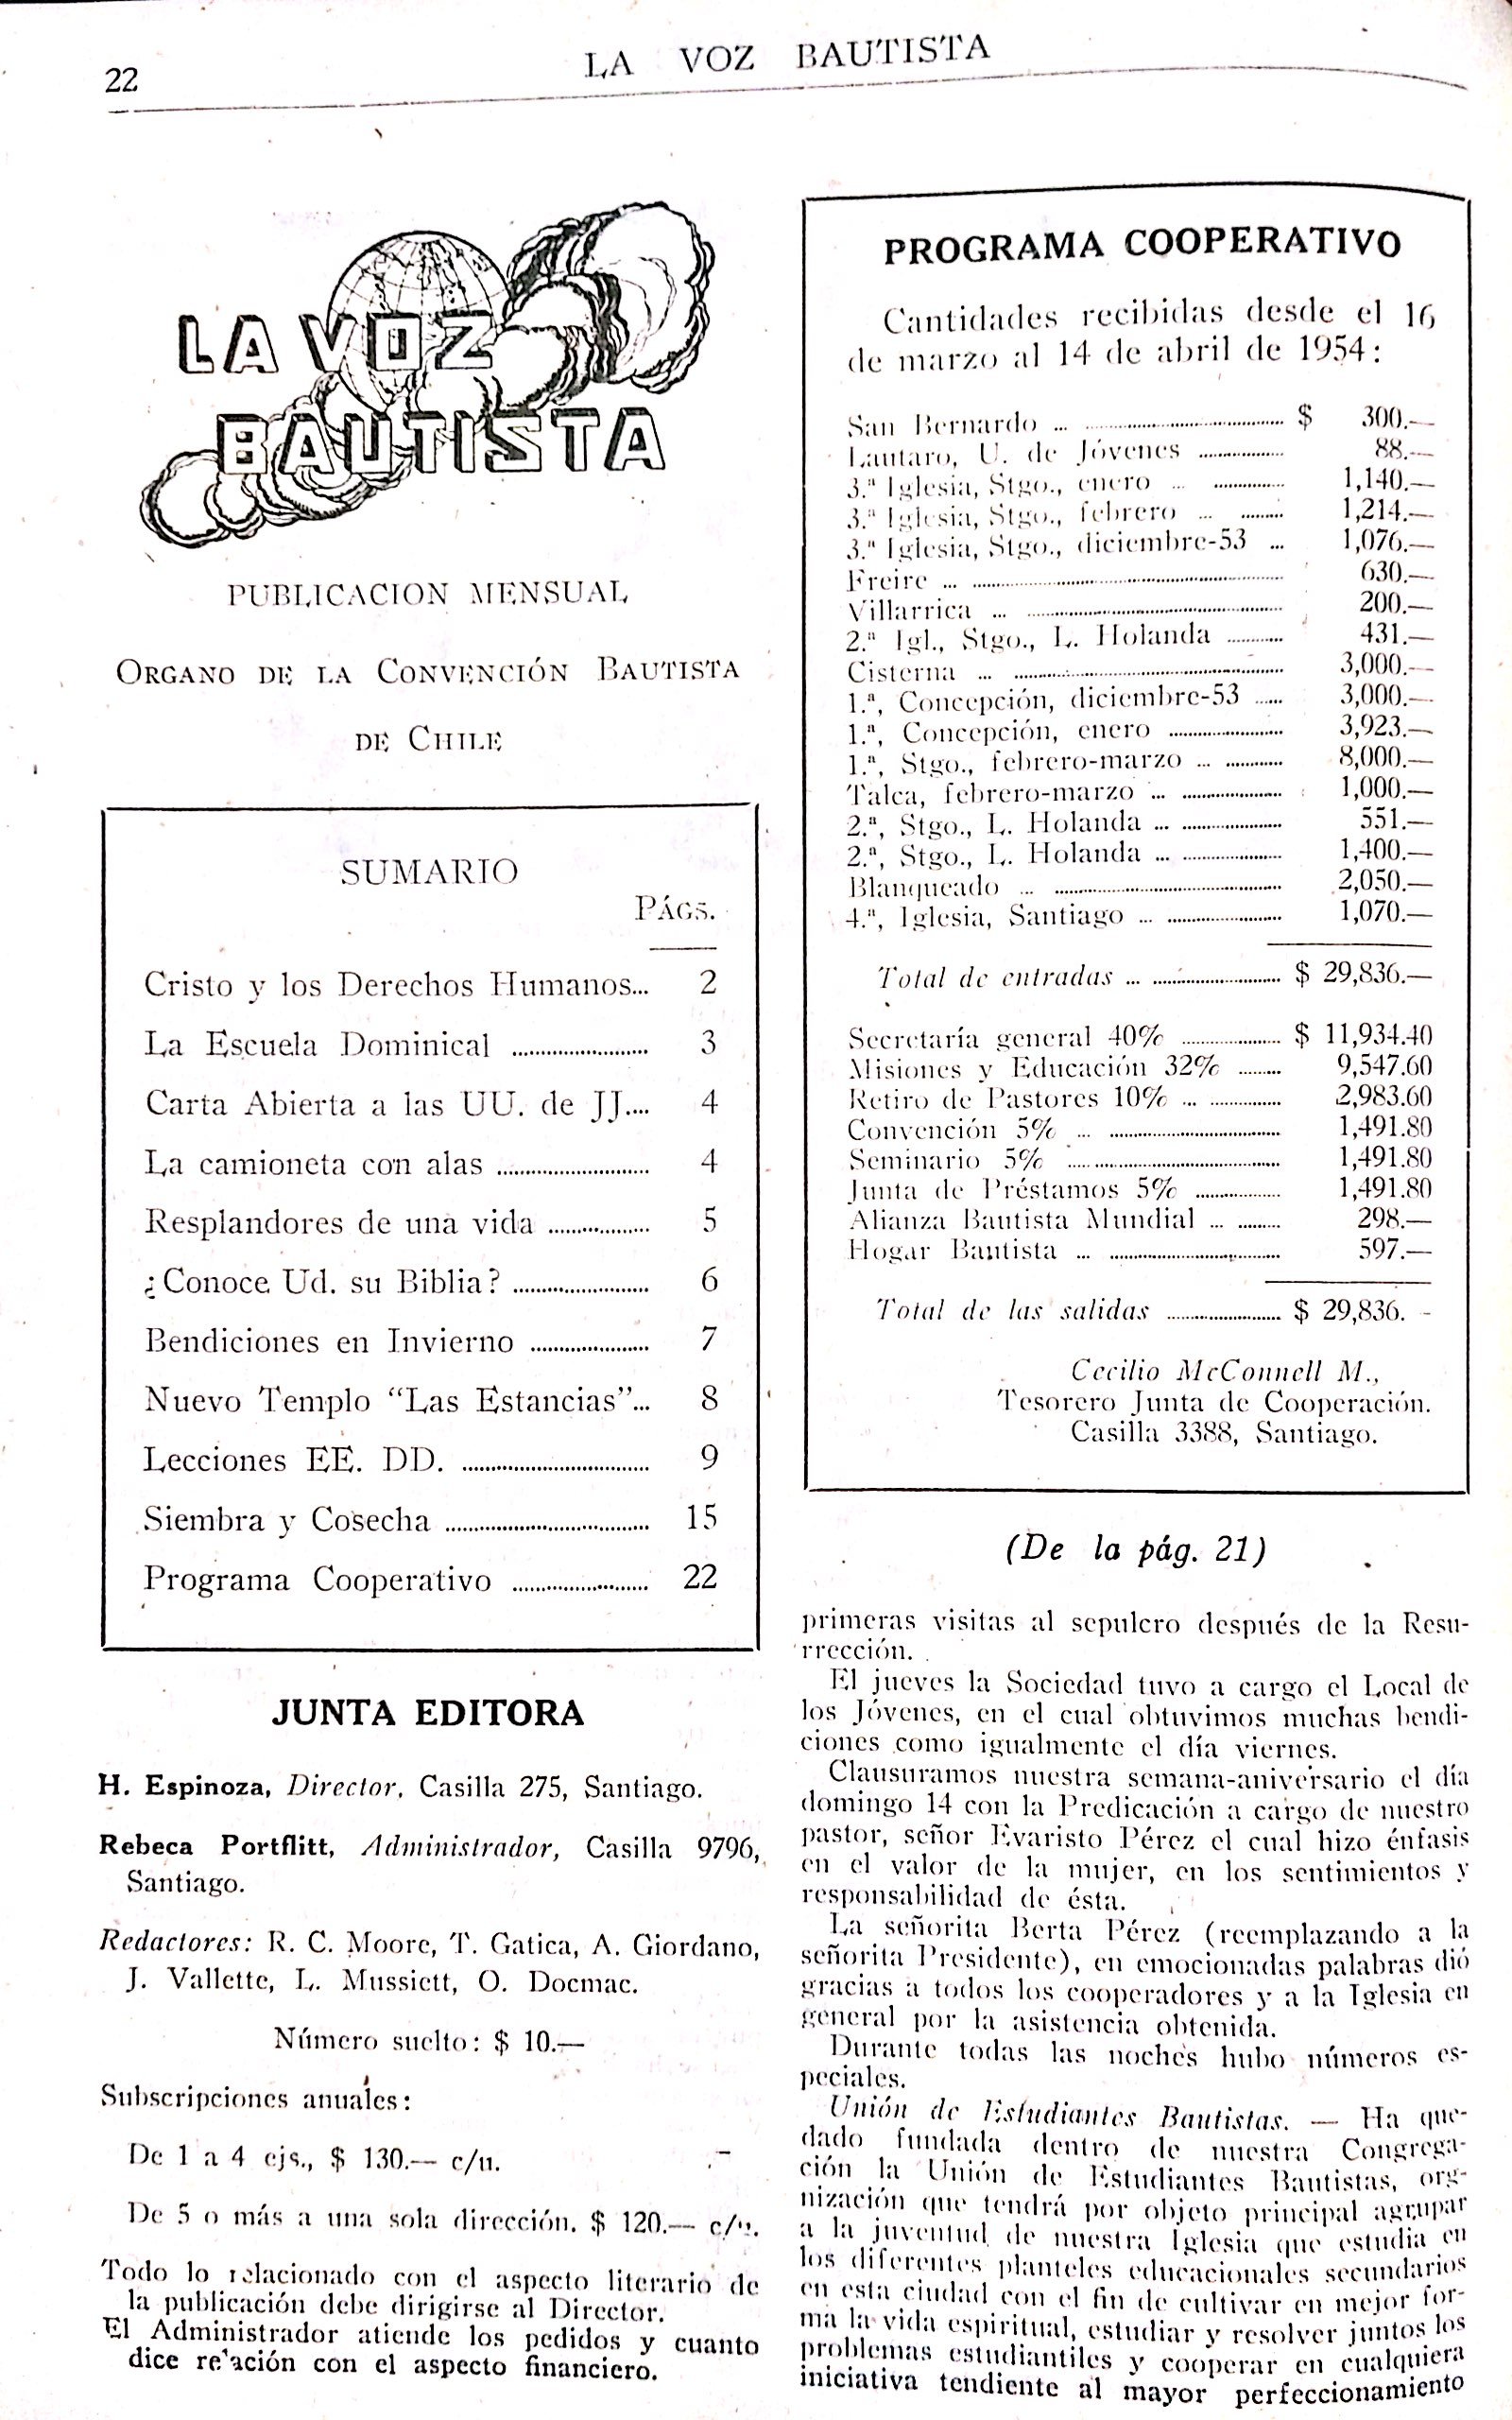 22
LA VOZ BAUTISTA
LA VOZ
BAUTISTA
PUBLICACION MENSUAL
ORGANO DE LA CONVENCIÓN BAUTISTA
DE CHILE
SUMARIO
PÁGS.
Cristo y los Derechos Humanos... 2
La Escuela Dominical ........................ 3
Carta Abierta a las UU. de JJ.... 4
La camioneta con alas ........................ 4
Resplandores de una vida .................. 5
¿Conoce Ud. su Biblia? ........................ 6
Bendiciones en Invierno ..................... 7
Nuevo Templo “Las Estancias”... 8
Lecciones EE. DD. ................................. 9
Siembra y Cosecha .................................... 15
Programa Cooperativo ........................ 22
JUNTA EDITORA
H. Espinoza, Director, Casilla 275, Santiago.
Rebeca Portflitt, Administrador, Casilla 9796,
Santiago.
Redactores: R. C. Moore, T. Gatica, A. Giordano,
J. Vallette, L. Mussiett, O. Docmac.
Número suelto: $ 10.—
Subscripciones anuales:
De 1 a 4 ejs., $ 130.— c/u.
De 5 o más a una sola dirección. $ 120.— c/u.
Todo lo relacionado con el aspecto literario de
la publicación debe dirigirse al Director.
El Administrador atiende los pedidos y cuanto
dice relación con el aspecto financiero.
PROGRAMA COOPERATIVO
Cantidades recibidas desde el 16
de marzo al 14 de abril de 1954:
San Bernardo ... .................................... $ 300.—
Lautaro, U. de Jóvenes .................. 88.—
3.ª Iglesia, Stgo., enero ... ............... 1,140.—
3.ª Iglesia, Stgo., febrero ... ......... 1,214.—
3.ª Iglesia, Stgo., diciembre-53 ... 1,076.—
Freire ... ................................................ 630.—
Villarrica ... .......................................... 200.—
2.ª Igl., Stgo., L. Holanda ............ 431.—
Cisterna ... .......................................... 3,000.—
1.ª, Concepción, diciembre-53 ...... 3,000.—
1.ª, Concepción, enero ..................... 3,923.—
1.ª, Stgo., febrero-marzo ... ............ 8,000.—
Talca, febrero-marzo ... .................. 1,000.—
2.ª, Stgo., L. Holanda ... .................. 551.—
2.ª, Stgo., L. Holanda ... .................. 1,400.—
Blanqueado ... .................................... 2,050.—
4.ª, Iglesia, Santiago ... .................. 1,070.—
Total de entradas ... ........................ $ 29,836.—
Secretaría general 40% .................. $ 11,934.40
Misiones y Educación 32% ......... 9,547.60
Retiro de Pastores 10% ... ............ 2,983.60
Convención 5% ... .............................. 1,491.80
Seminario 5% .................................... 1,491.80
Junta de Préstamos 5% .................. 1,491.80
Alianza Bautista Mundial ... ......... 298.—
Hogar Bautista ... .............................. 597.—
Total de las salidas ........................ $ 29,836. -
Cecilio McConnell M.,
Tesorero Junta de Cooperación.
Casilla 3388, Santiago.
(De la pág. 21)
primeras visitas al sepulcro después de la Resu-
rrección.
El jueves la Sociedad tuvo a cargo el Local de
los Jóvenes, en el cual obtuvimos muchas bendi-
ciones como igualmente el día viernes.
Clausuramos nuestra semana-aniversario el día
domingo 14 con la Predicación a cargo de nuestro
pastor, señor Evaristo Pérez el cual hizo énfasis
en el valor de la mujer, en los sentimientos y
responsabilidad de ésta.
La señorita Berta Pérez (reemplazando a la
señorita Presidente), en emocionadas palabras dió
gracias a todos los cooperadores y a la Iglesia en
general por la asistencia obtenida.
Durante todas las noches hubo números es-
peciales.
Unión de Estudiantes Bautistas. — Ha que-
dado fundada dentro de nuestra Congrega-
ción la Unión de Estudiantes Bautistas, org-
nización que tendrá por objeto principal agrupar
a la juventud de nuestra Iglesia que estudia en
los diferentes planteles educacionales secundarios
en esta ciudad con el fin de cultivar en mejor for-
ma la vida espiritual, estudiar y resolver juntos los
problemas estudiantiles y cooperar en cualquiera
iniciativa tendiente al mayor perfeccionamiento